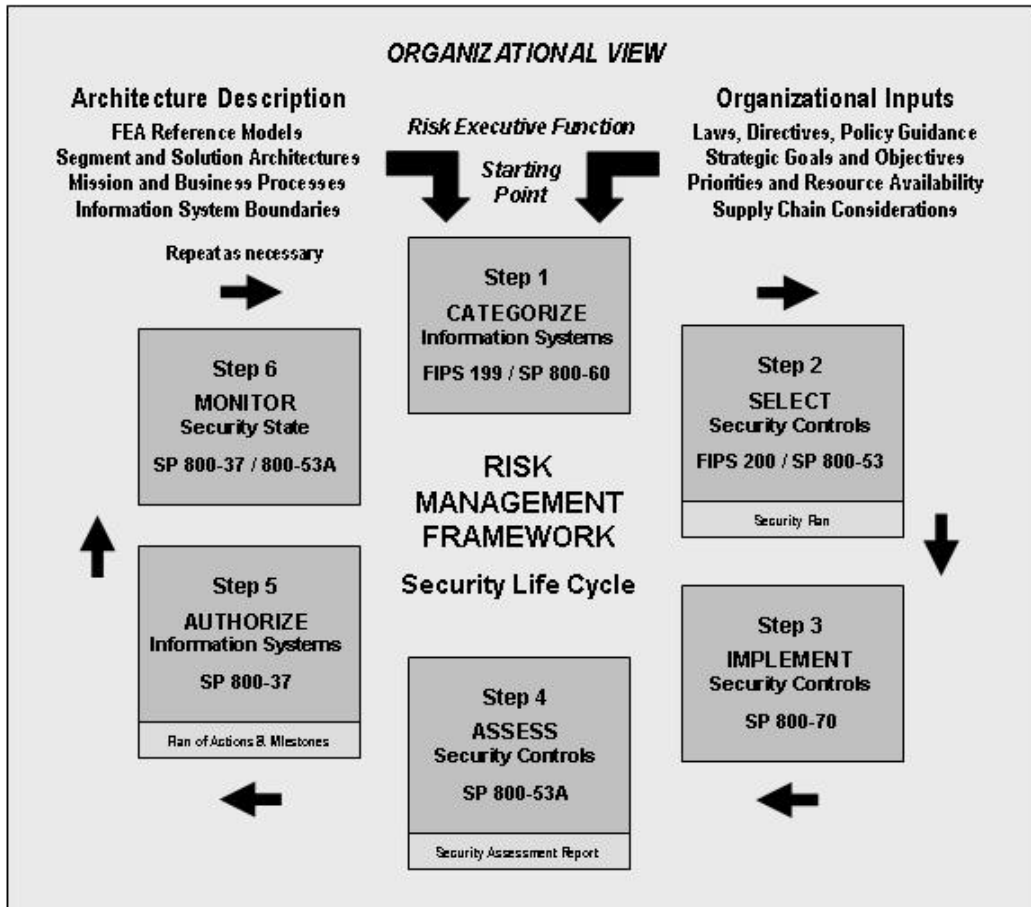 ORGANIZATIONAL VIEW
Architecture Description
FEA Reference Models
Segment and Solution Architectures
Mission and Business Processes
Information System Boundaries
Risk Executive Function
Starting
Point
Organizational Inputs
Laws, Directives, Policy Guidance
Strategic Goals and Objectives
Priorities and Resource Availability
Supply Chain Considerations
Repeat as necessary
Step 1
CATEGORIZE
Information Systems
FIPS 199 / SP 800-60
Step 2
SELECT
Security Controls
FIPS 200 / SP 800-53
Security Plan
Step 3
IMPLEMENT
Security Controls
SP 800-70
Step 4
ASSESS
Security Controls
SP 800-53A
Security Assessment Report
Step 5
AUTHORIZE
Information Systems
SP 800-37
Plan of Actions & Milestones
Step 6
MONITOR
Security State
SP 800-37 / 800-53A
RISK
MANAGEMENT
FRAMEWORK
Security Life Cycle